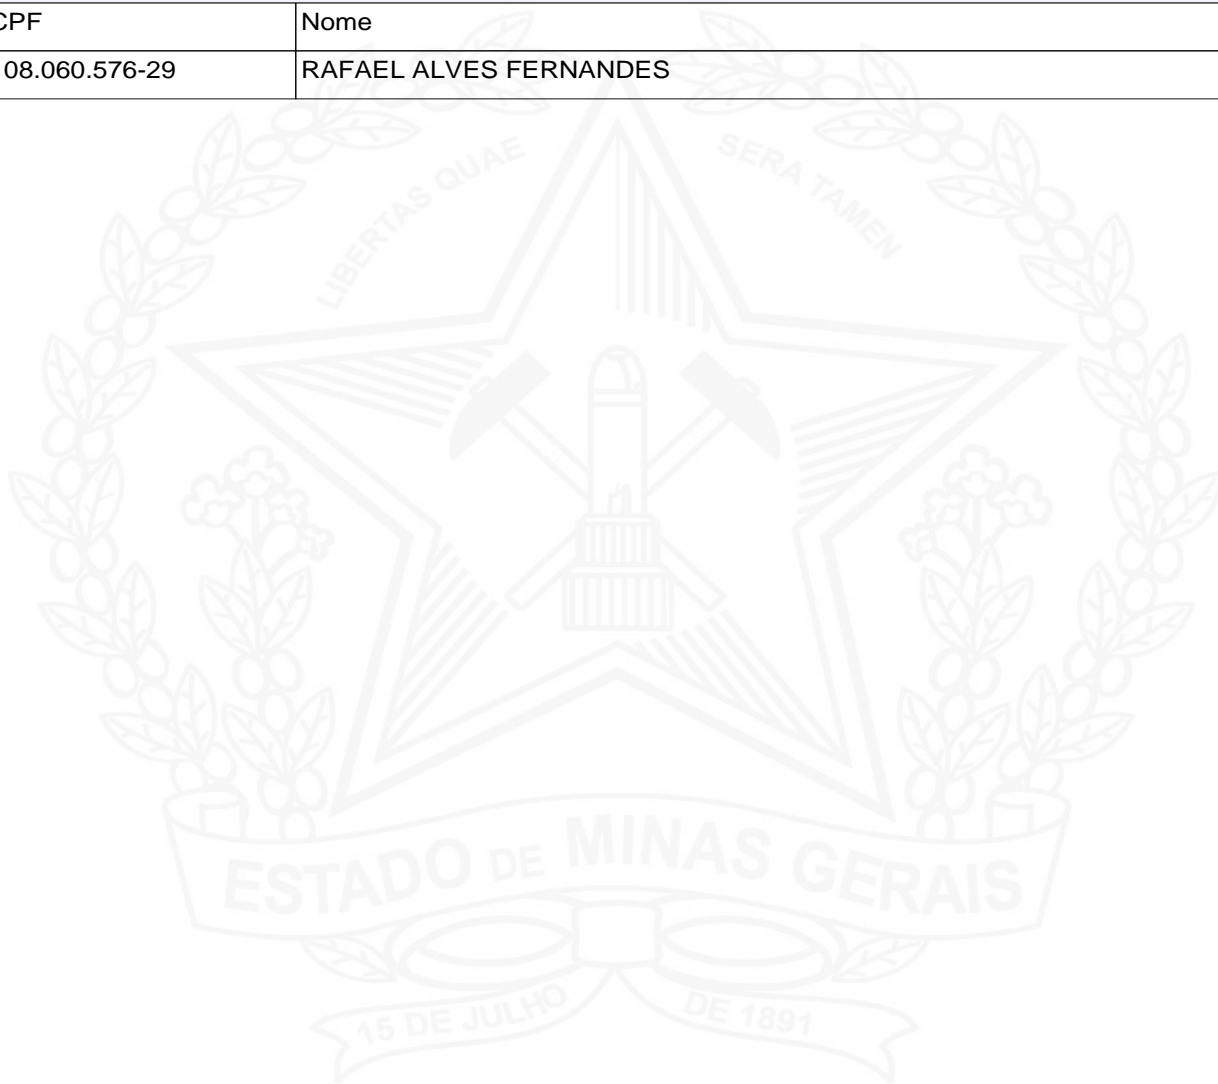 CPF Nome
08.060.576-29 RAFAEL ALVES FERNANDES
LIBERTAS QUAE SERA TAMEN
ESTADO DE MINAS GERAIS
15 DE JULHO DE 1891